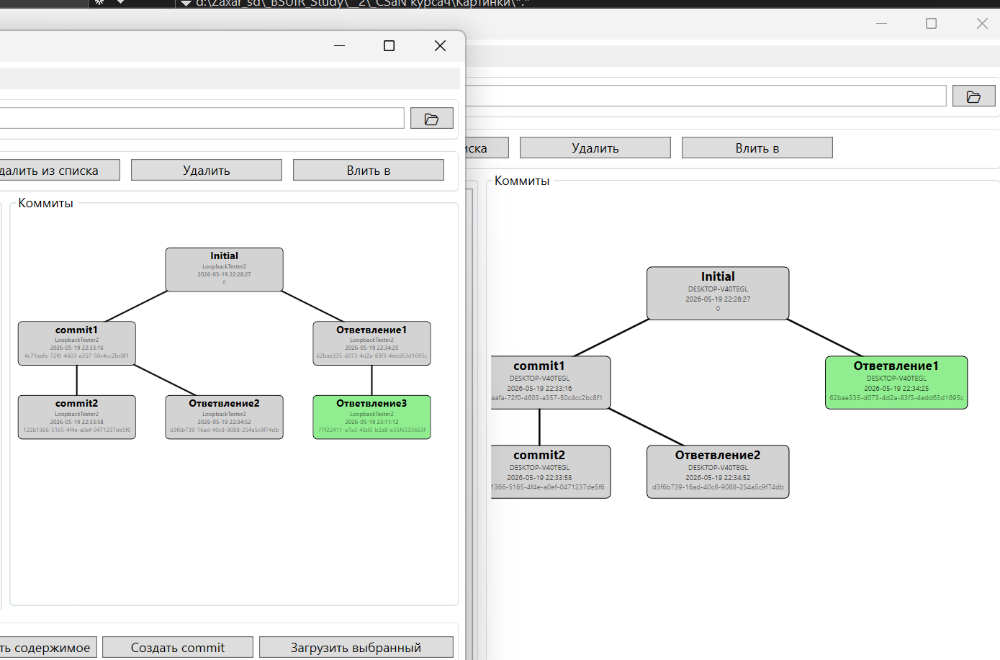 d:\Zaxar_sd\_BSUIR_Study\__2\_CSaN курсач\Картинки\*.*
далить из списка
Удалить
Влить в
Коммиты
Initial
LoopbackTester2
2026-05-19 22:28:27
0
commit1
LoopbackTester2
2026-05-19 22:33:16
4c71aafa-72f0-4603-a357-50c4cc2bc8f1
Ответвление1
LoopbackTester2
2026-05-19 22:34:25
62bae335-d073-4d2a-83f3-4edd63d1695c
commit2
LoopbackTester2
2026-05-19 22:33:58
122b1366-5165-4f4e-a0ef-0471237de5f6
Ответвление2
LoopbackTester2
2026-05-19 22:34:52
d3f6b739-16ad-40c8-9088-254a5c9f74db
Ответвление3
LoopbackTester2
2026-05-19 23:11:12
77f22411-a7a3-48d0-b2a8-e35f6535663f
ть содержимое
Создать commit
Загрузить выбранный
иска
Удалить
Влить в
Коммиты
Initial
DESKTOP-V40TEGL
2026-05-19 22:28:27
0
commit1
DESKTOP-V40TEGL
2026-05-19 22:33:16
aafa-72f0-4603-a357-50c4cc2bc8f1
Ответвление1
DESKTOP-V40TEGL
2026-05-19 22:34:25
62bae335-d073-4d2a-83f3-4edd63d1695c
commit2
DESKTOP-V40TEGL
2026-05-19 22:33:58
1366-5165-4f4e-a0ef-0471237de5f6
Ответвление2
DESKTOP-V40TEGL
2026-05-19 22:34:52
d3f6b739-16ad-40c8-9088-254a5c9f74db